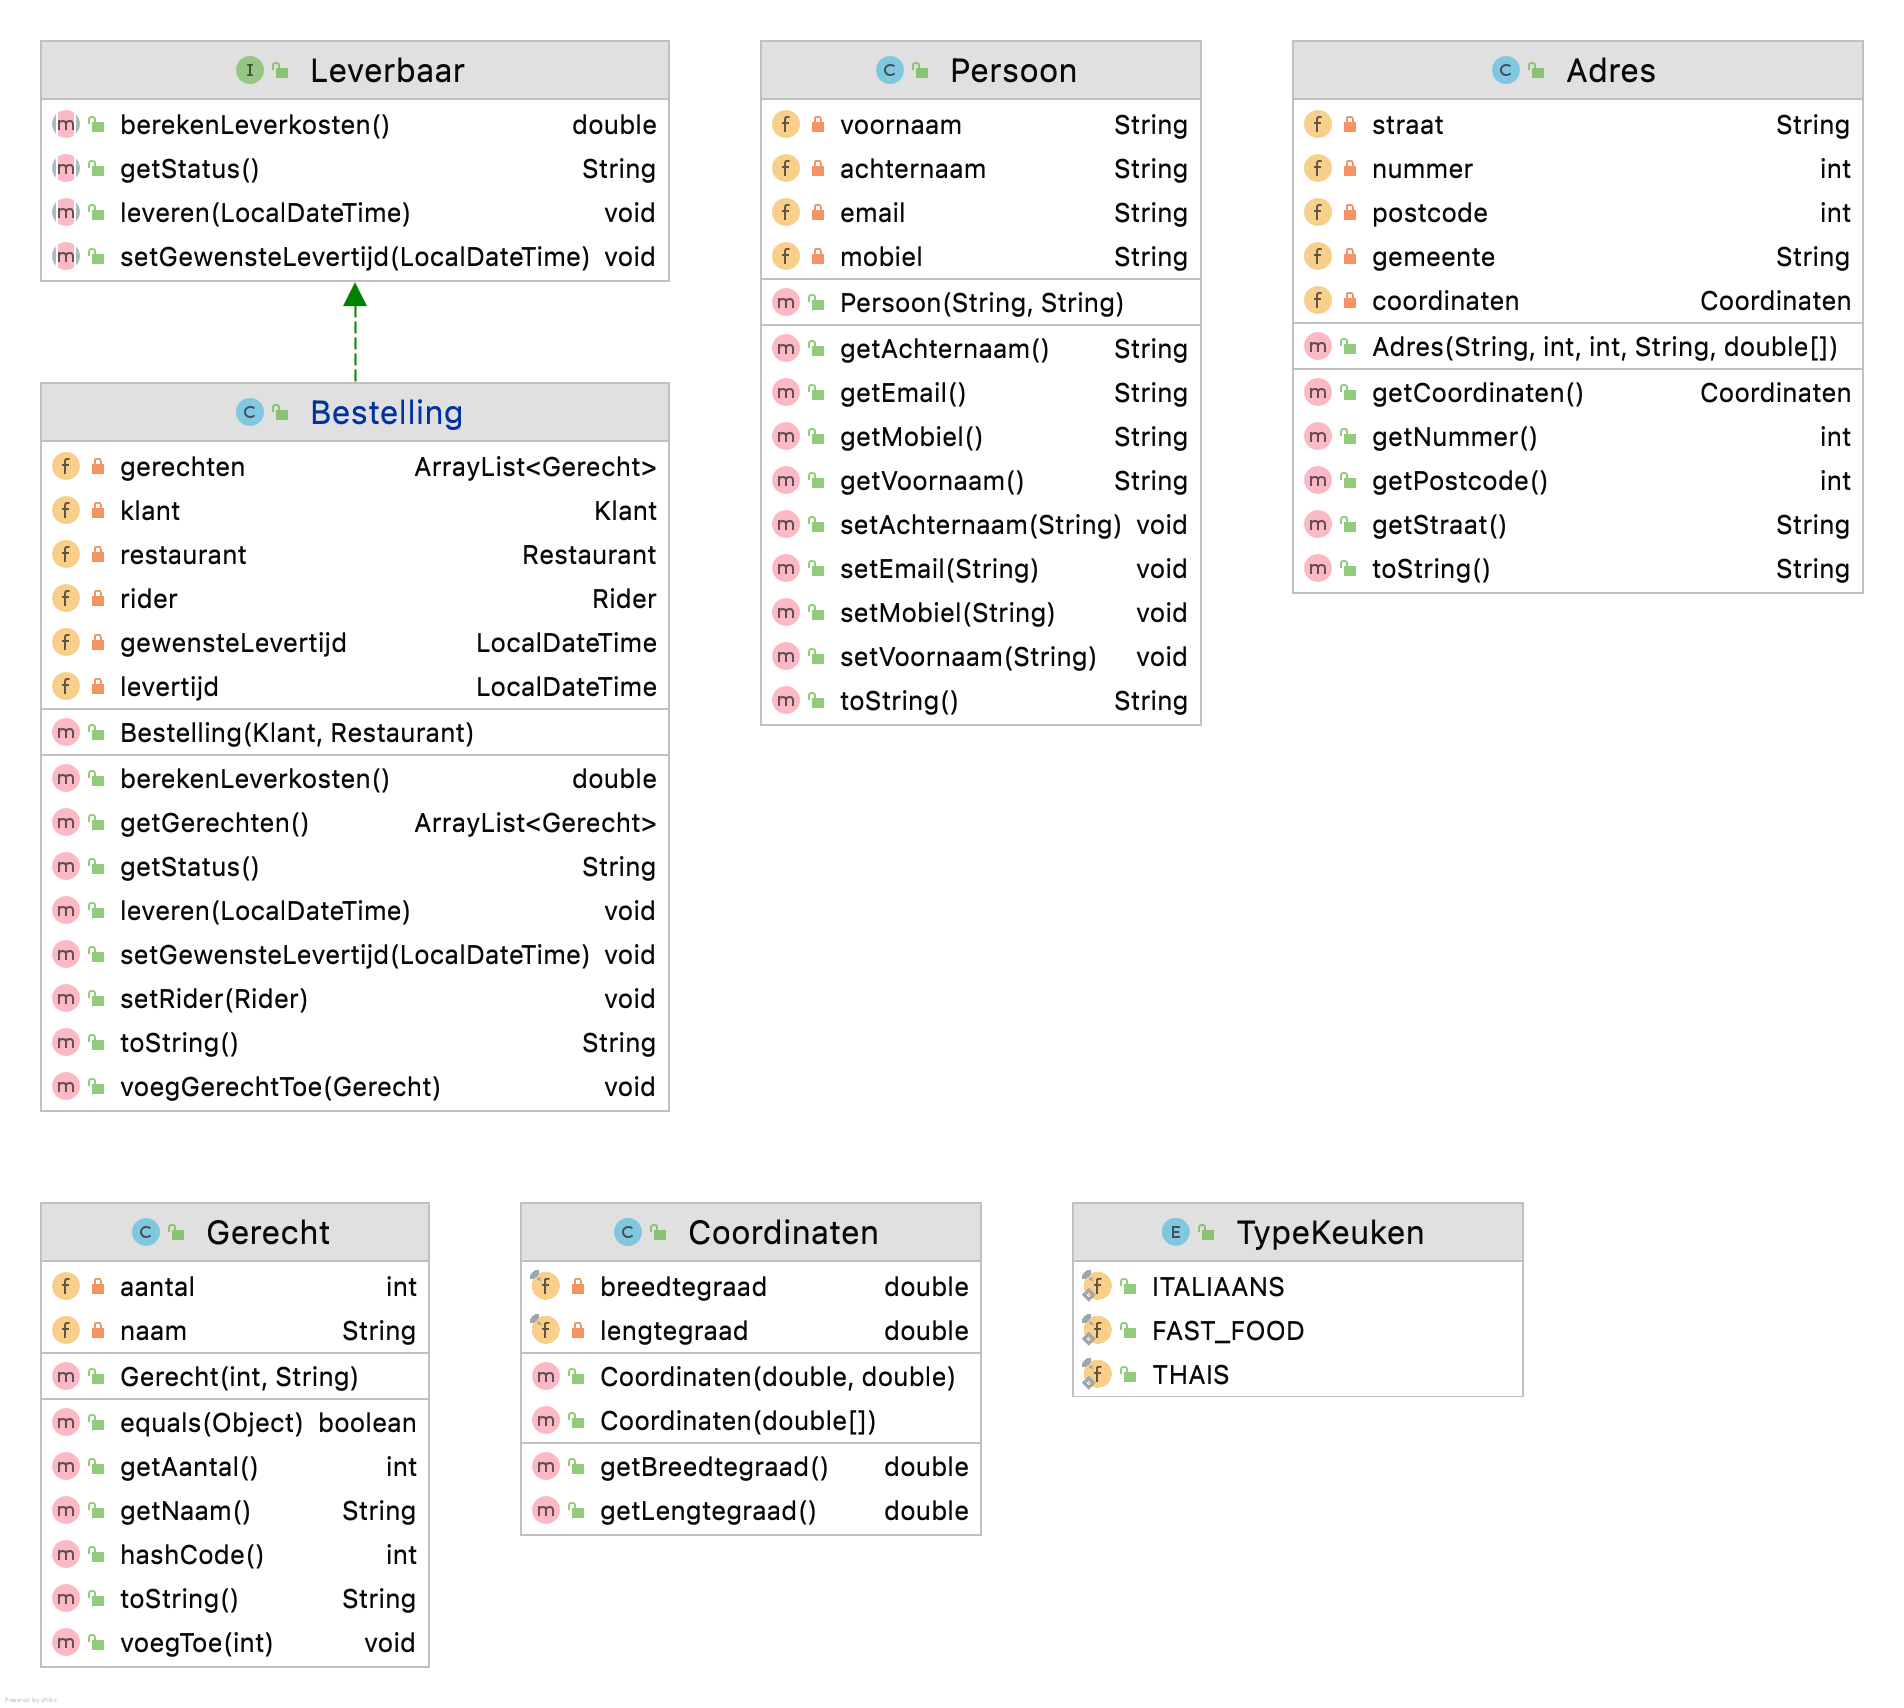 Leverbaar
berekenLeverkosten() double
getStatus() String
leveren(LocalDateTime) void
setGewensteLevertijd(LocalDateTime) void
Bestelling
gerechten ArrayList<Gerecht>
klant Klant
restaurant Restaurant
rider Rider
gewensteLevertijd LocalDateTime
levertijd LocalDateTime
Bestelling(Klant, Restaurant)
berekenLeverkosten() double
getGerechten() ArrayList<Gerecht>
getStatus() String
leveren(LocalDateTime) void
setGewensteLevertijd(LocalDateTime) void
setRider(Rider) void
toString() String
voegGerechtToe(Gerecht) void
Persoon
voornaam String
achternaam String
email String
mobiel String
Persoon(String, String)
getAchternaam() String
getEmail() String
getMobiel() String
getVoornaam() String
setAchternaam(String) void
setEmail(String) void
setMobiel(String) void
setVoornaam(String) void
toString() String
Adres
straat String
nummer int
postcode int
gemeente String
coordinaten Coordinaten
Adres(String, int, int, String, double[])
getCoordinaten() Coordinaten
getNummer() int
getPostcode() int
getStraat() String
toString() String
Gerecht
aantal int
naam String
Gerecht(int, String)
equals(Object) boolean
getAantal() int
getNaam() String
hashCode() int
toString() String
voegToe(int) void
Coordinaten
breedtegraad double
lengtegraad double
Coordinaten(double, double)
Coordinaten(double[])
getBreedtegraad() double
getLengtegraad() double
TypeKeuken
ITALIAANS
FAST_FOOD
THAIS
Powered by yFiles